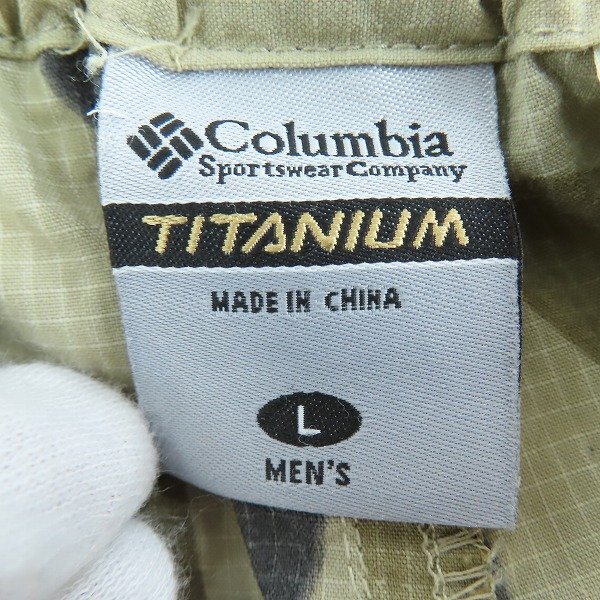 Columbia
Sportswear Company
TITANIUM
MADE IN CHINA
L
MEN'S